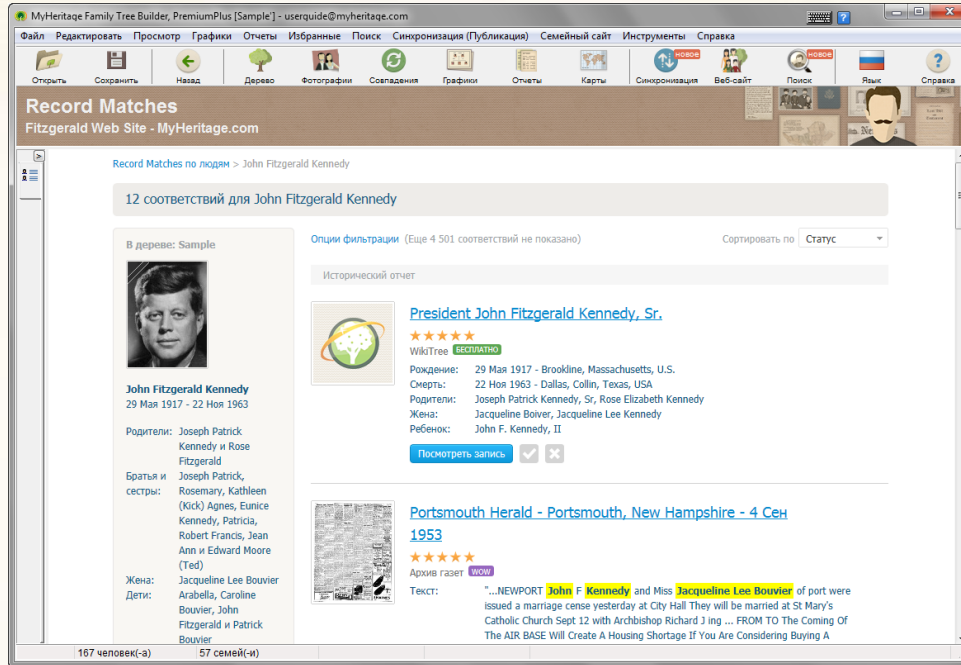 MyHeritage Family Tree Builder, PremiumPlus [Sample'] - userguide@myheritage.com
Файл Редактировать Просмотр Графики Отчеты Избранные Поиск Синхронизация (Публикация) Семейный сайт Инструменты Справка
Открыть Сохранить Назад Дерево Фотографии Совпадения Графики Отчеты Карты Синхронизация Новое Веб-сайт Поиск Новое Язык Справка
Record Matches
Fitzgerald Web Site - MyHeritage.com
Record Matches по людям > John Fitzgerald Kennedy
12 соответствий для John Fitzgerald Kennedy
В дереве: Sample
John Fitzgerald Kennedy
29 Мая 1917 - 22 Ноя 1963
Родители: Joseph Patrick
Kennedy и Rose
Fitzgerald
Братья и Joseph Patrick,
сестры: Rosemary, Kathleen
(Kick) Agnes, Eunice
Kennedy, Patricia,
Robert Francis, Jean
Ann и Edward Moore
(Ted)
Жена: Jacqueline Lee Bouvier
Дети: Arabella, Caroline
Bouvier, John
Fitzgerald и Patrick
Bouvier
Опции фильтрации (Еще 4 501 соответствий не показано)
Сортировать по Статус
Исторический отчет
President John Fitzgerald Kennedy, Sr.
WikiTree БЕСПЛАТНО
Рождение: 29 Мая 1917 - Brookline, Massachusetts, U.S.
Смерть: 22 Ноя 1963 - Dallas, Collin, Texas, USA
Родители: Joseph Patrick Kennedy, Sr, Rose Elizabeth Kennedy
Жена: Jacqueline Boiver, Jacqueline Lee Kennedy
Ребенок: John F. Kennedy, II
Посмотреть запись
Portsmouth Herald - Portsmouth, New Hampshire - 4 Сен
1953
Архив газет WOW
Текст: "...NEWPORT John F Kennedy and Miss Jacqueline Lee Bouvier of port were
issued a marriage cense yesterday at City Hall They will be married at St Mary's
Catholic Church Sept 12 with Archbishop Richard J ing ... FROM TO The Coming Of
The AIR BASE Will Create A Housing Shortage If You Are Considering Buying A
167 человек(-а) 57 семей(-и)